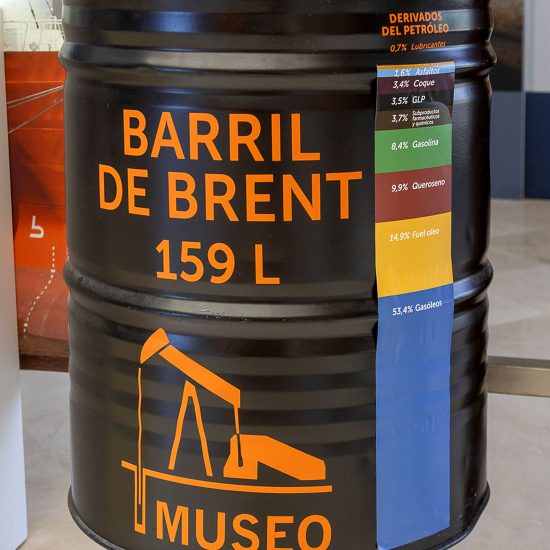 BARRIL
DE BRENT
159 L
MUSEO
DERIVADOS
DEL PETRÓLEO
0,7% Lubricantes
1,6% Asfaltos
3,4% Coque
3,5% GLP
3,7% Subproductos
farmacéuticos
y químicos
8,4% Gasolina
9,9% Queroseno
14,9% Fuel oleo
53,4% Gasóleos